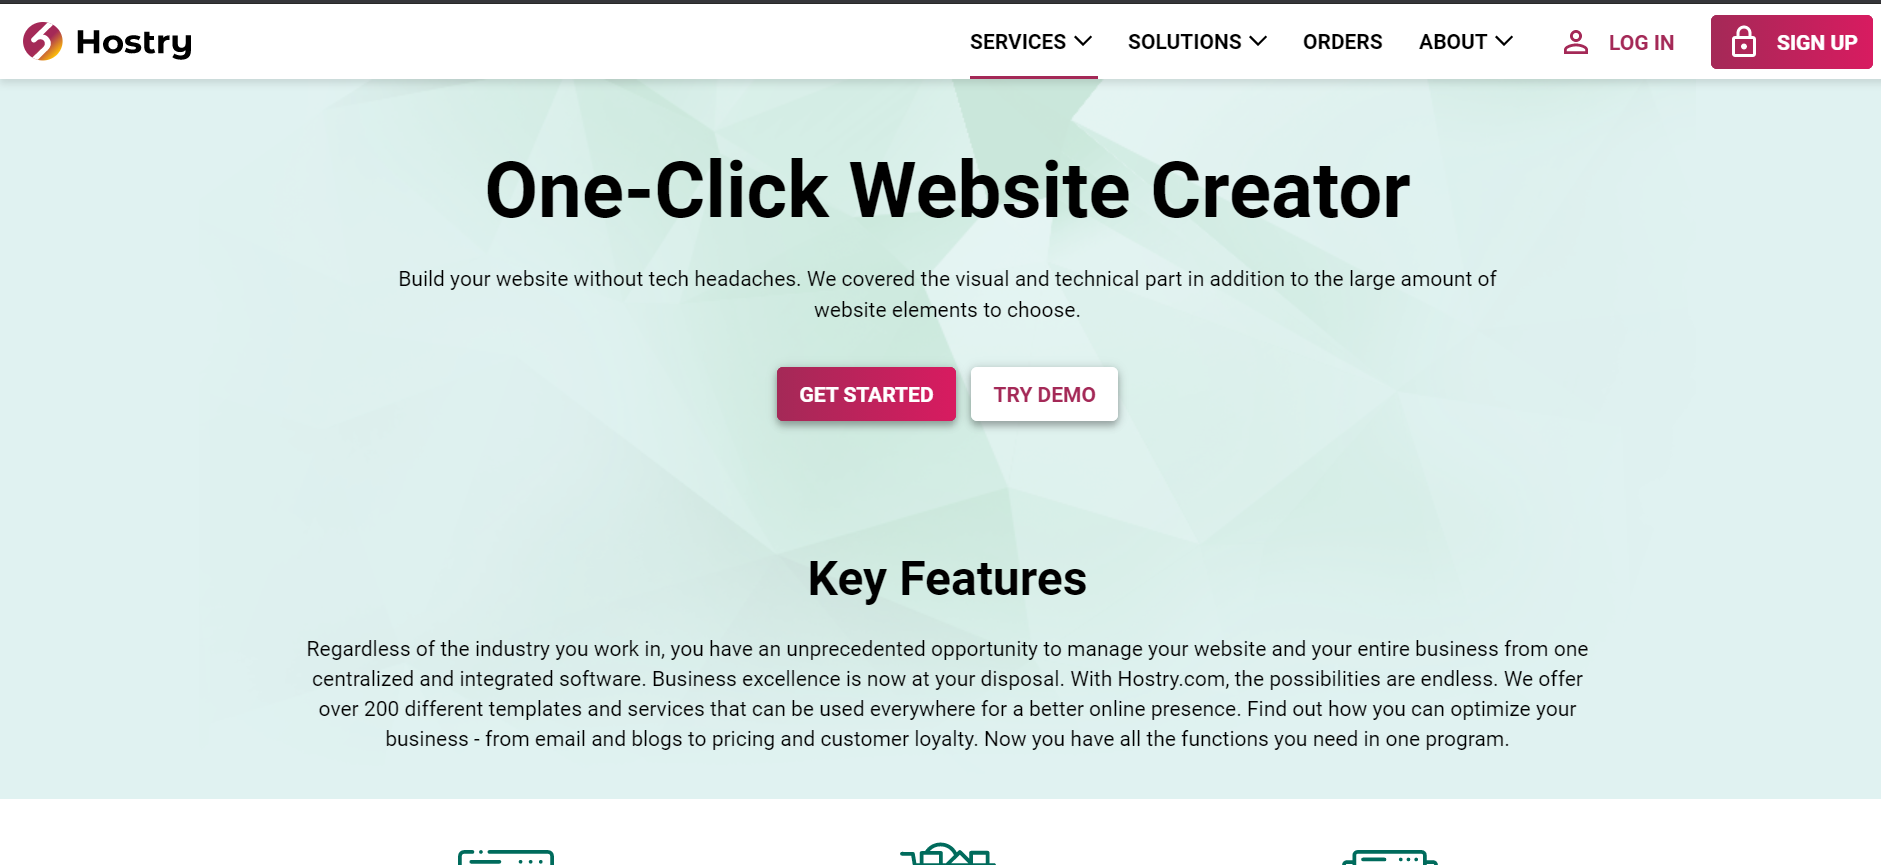 Hostry
SERVICES
SOLUTIONS
ORDERS
ABOUT
LOG IN
SIGN UP
One-Click Website Creator
Build your website without tech headaches. We covered the visual and technical part in addition to the large amount of
website elements to choose.
GET STARTED
TRY DEMO
Key Features
Regardless of the industry you work in, you have an unprecedented opportunity to manage your website and your entire business from one
centralized and integrated software. Business excellence is now at your disposal. With Hostry.com, the possibilities are endless. We offer
over 200 different templates and services that can be used everywhere for a better online presence. Find out how you can optimize your
business - from email and blogs to pricing and customer loyalty. Now you have all the functions you need in one program.